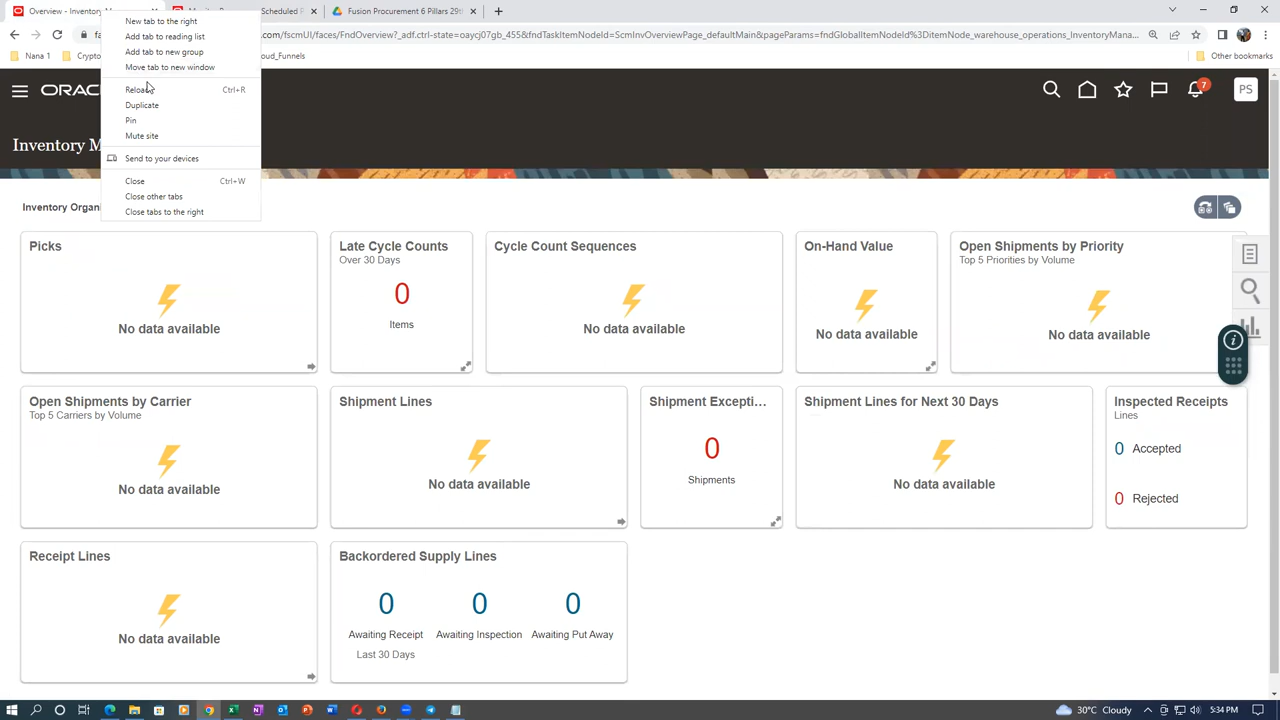 Overview - Inventory Man
Scheduled P
Fusion Procurement 6 Pillars 29t
New tab to the right
Add tab to reading list
Add tab to new group
Move tab to new window
Reload Ctrl+R
Duplicate
Pin
Mute site
Send to your devices
Close Ctrl+W
Close other tabs
Close tabs to the right
.com/fscmUI/faces/FndOverview?_adf.ctrl-state=oaycj07gb_455&fndTaskItemNodeId=ScmInvOverviewPage_defaultMain&pageParams=fndGlobalItemNodeId%3DitemNode_warehouse_operations_InventoryMana...
Nana 1
Crypto
oud_Funnels
Other bookmarks
ORAC
7
PS
Inventory M
Inventory Organi
Picks
No data available
Late Cycle Counts
Over 30 Days
0
Items
Cycle Count Sequences
No data available
On-Hand Value
No data available
Open Shipments by Priority
Top 5 Priorities by Volume
No data available
Open Shipments by Carrier
Top 5 Carriers by Volume
No data available
Shipment Lines
No data available
Shipment Excepti...
0
Shipments
Shipment Lines for Next 30 Days
No data available
Inspected Receipts
Lines
0 Accepted
0 Rejected
Receipt Lines
No data available
Backordered Supply Lines
0 0 0
Awaiting Receipt Awaiting Inspection Awaiting Put Away
Last 30 Days
30°C Cloudy
5:34 PM